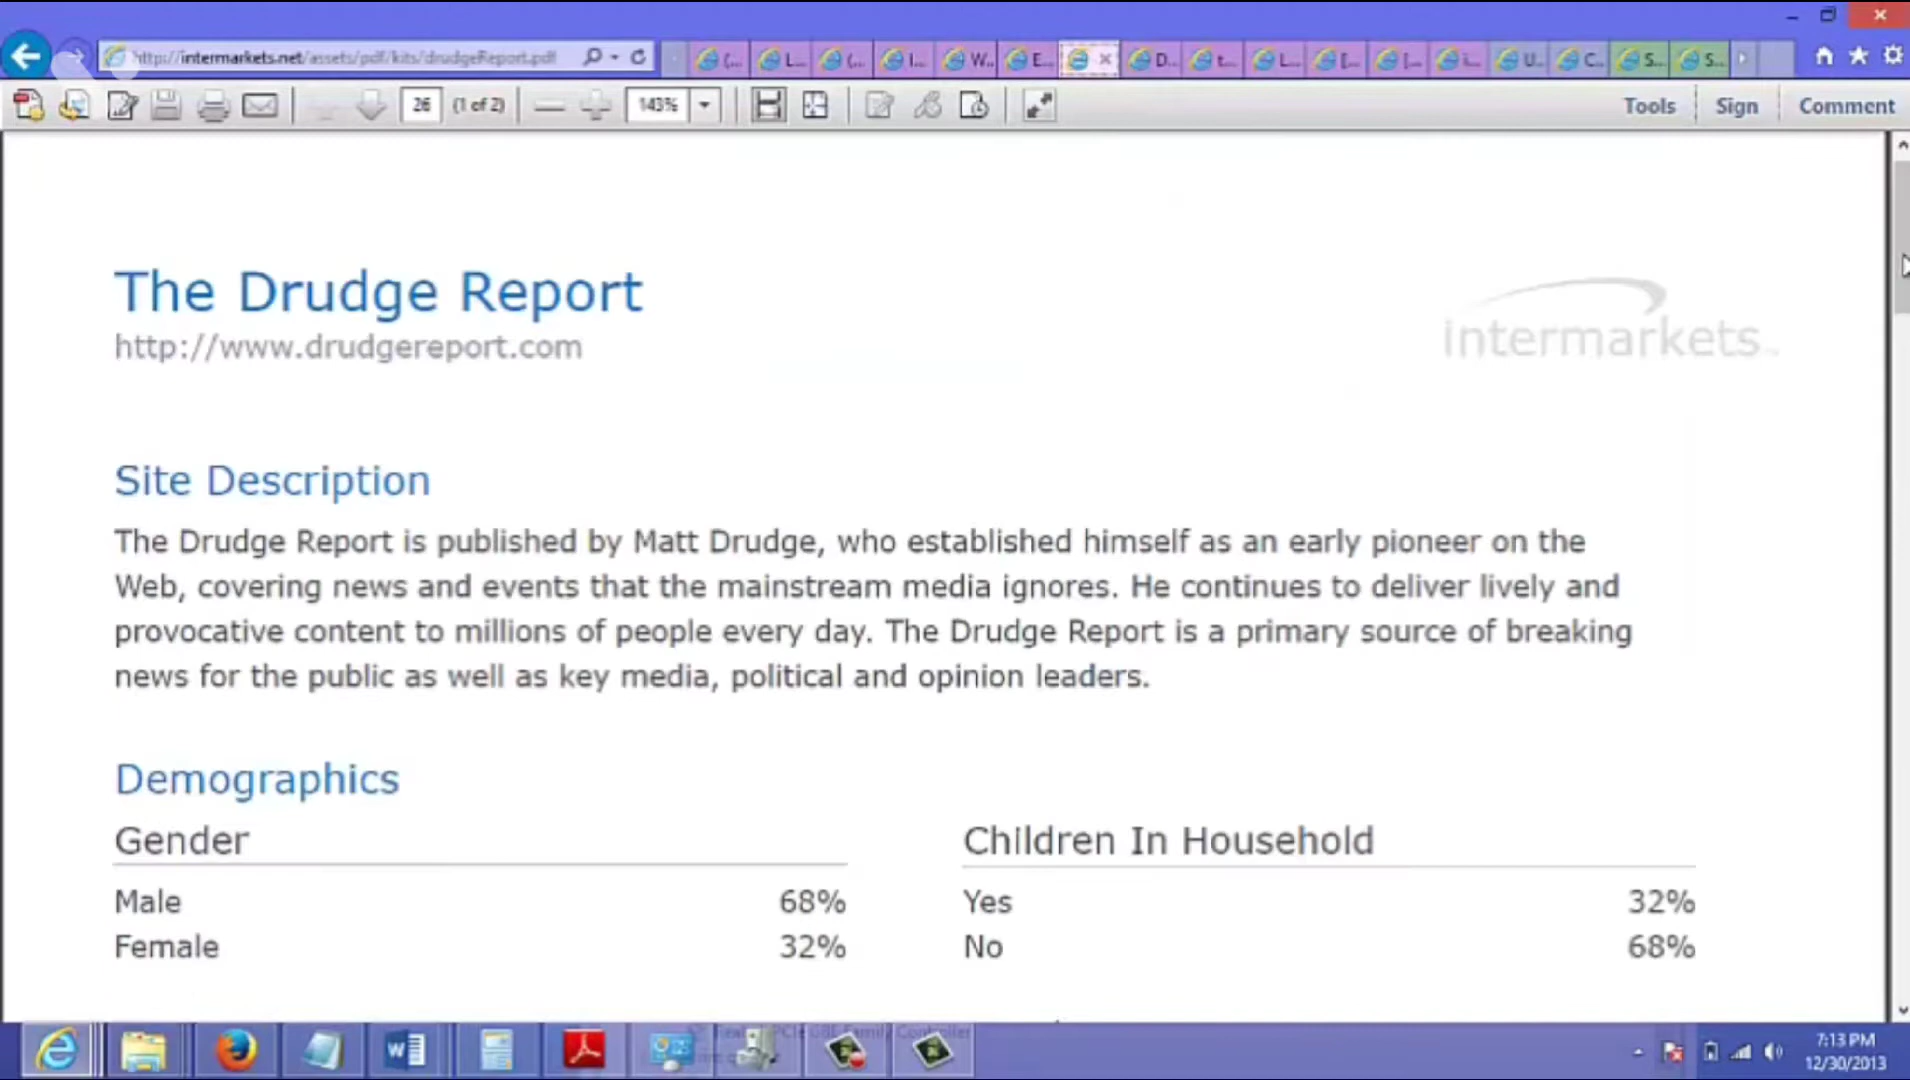 http://intermarkets.net/assets/pdf/kits/drudgeReport.pdf
(... L... (... I... W... E... D... t... L... [... [... i... U... C... S... S...
26 (1 of 2) 143% Tools Sign Comment
The Drudge Report
http://www.drudgereport.com
intermarkets
Site Description
The Drudge Report is published by Matt Drudge, who established himself as an early pioneer on the
Web, covering news and events that the mainstream media ignores. He continues to deliver lively and
provocative content to millions of people every day. The Drudge Report is a primary source of breaking
news for the public as well as key media, political and opinion leaders.
Demographics
Gender
Male 68%
Female 32%
Children In Household
Yes 32%
No 68%
PCIe GBE Family Controller
7:13 PM
12/30/2013